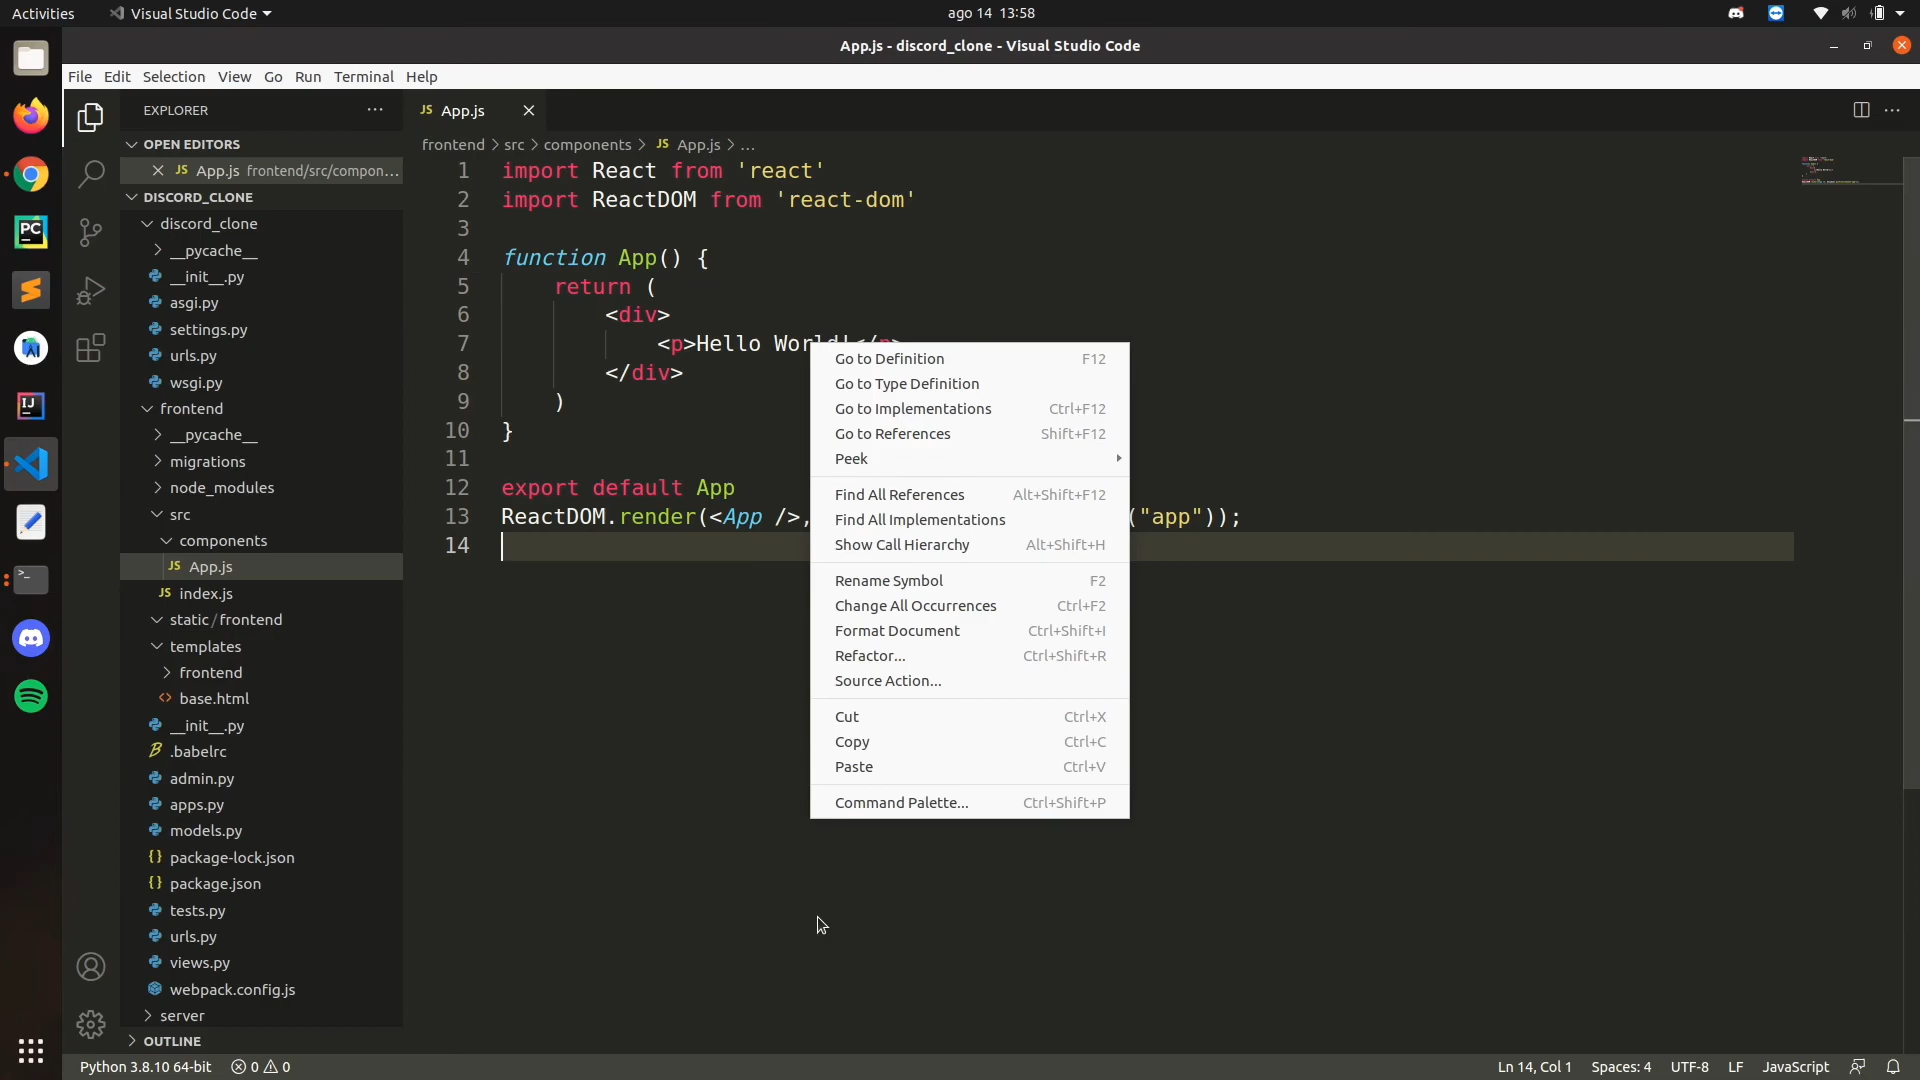 Activities
Visual Studio Code
ago 14 13:58
App.js - discord_clone - Visual Studio Code
File Edit Selection View Go Run Terminal Help
EXPLORER
OPEN EDITORS
JS App.js frontend/src/compon...
DISCORD_CLONE
discord_clone
__pycache__
__init__.py
asgi.py
settings.py
urls.py
wsgi.py
frontend
__pycache__
migrations
node_modules
src
components
JS App.js
JS index.js
static/frontend
templates
frontend
<> base.html
__init__.py
.babelrc
admin.py
apps.py
models.py
{} package-lock.json
{} package.json
tests.py
urls.py
views.py
webpack.config.js
server
OUTLINE
JS App.js
frontend > src > components > JS App.js > ...
1 import React from 'react'
2 import ReactDOM from 'react-dom'
3
4 function App() {
5 return (
6 <div>
7 <p>Hello World!</p>
8 </div>
9 )
10 }
11
12 export default App
13 ReactDOM.render(<App />, ("app"));
14
Go to Definition F12
Go to Type Definition
Go to Implementations Ctrl+F12
Go to References Shift+F12
Peek
Find All References Alt+Shift+F12
Find All Implementations
Show Call Hierarchy Alt+Shift+H
Rename Symbol F2
Change All Occurrences Ctrl+F2
Format Document Ctrl+Shift+I
Refactor... Ctrl+Shift+R
Source Action...
Cut Ctrl+X
Copy Ctrl+C
Paste Ctrl+V
Command Palette... Ctrl+Shift+P
Python 3.8.10 64-bit 0 0
Ln 14, Col 1 Spaces: 4 UTF-8 LF JavaScript
PC
IJ